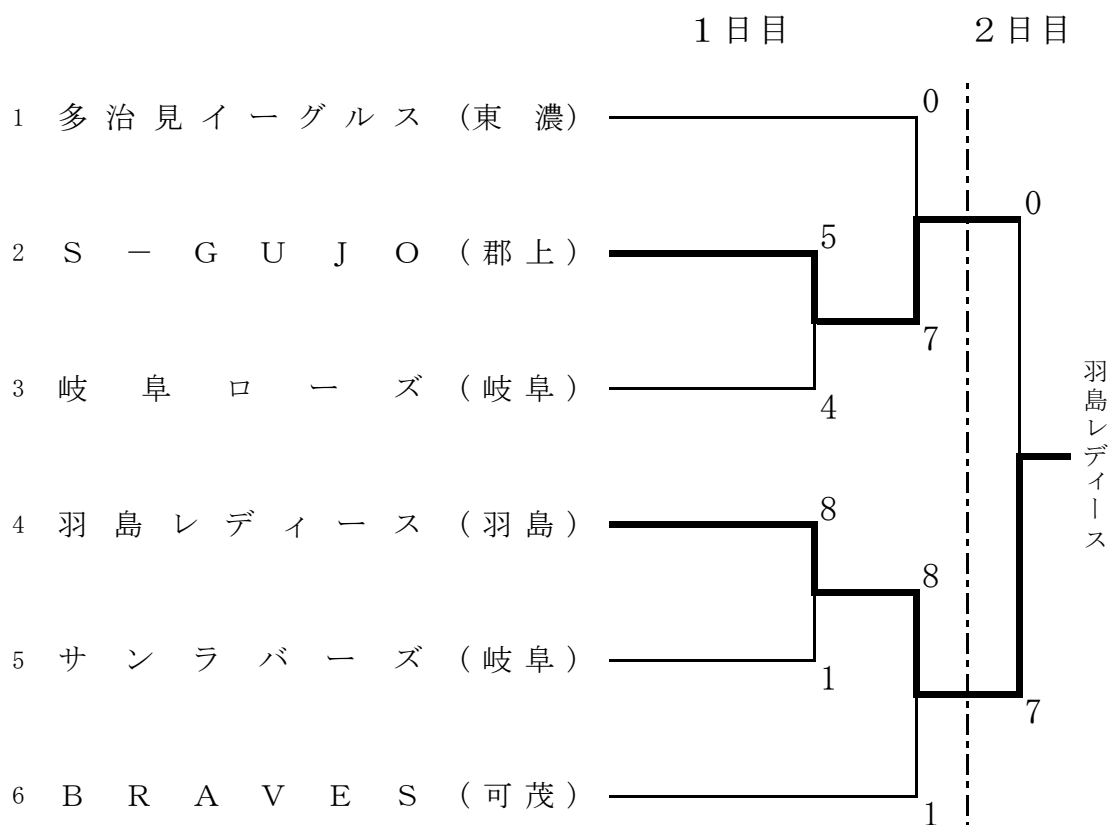 1日目 2日目
1 多治見イーグルス (東 濃) 0
0
2 S－GUJO (郡上) 5
7
3 岐阜ローズ (岐阜) 4
羽島レディース
4 羽島レディース (羽島) 8
8
5 サンラバーズ (岐阜) 1
7
6 BRAVES (可茂) 1